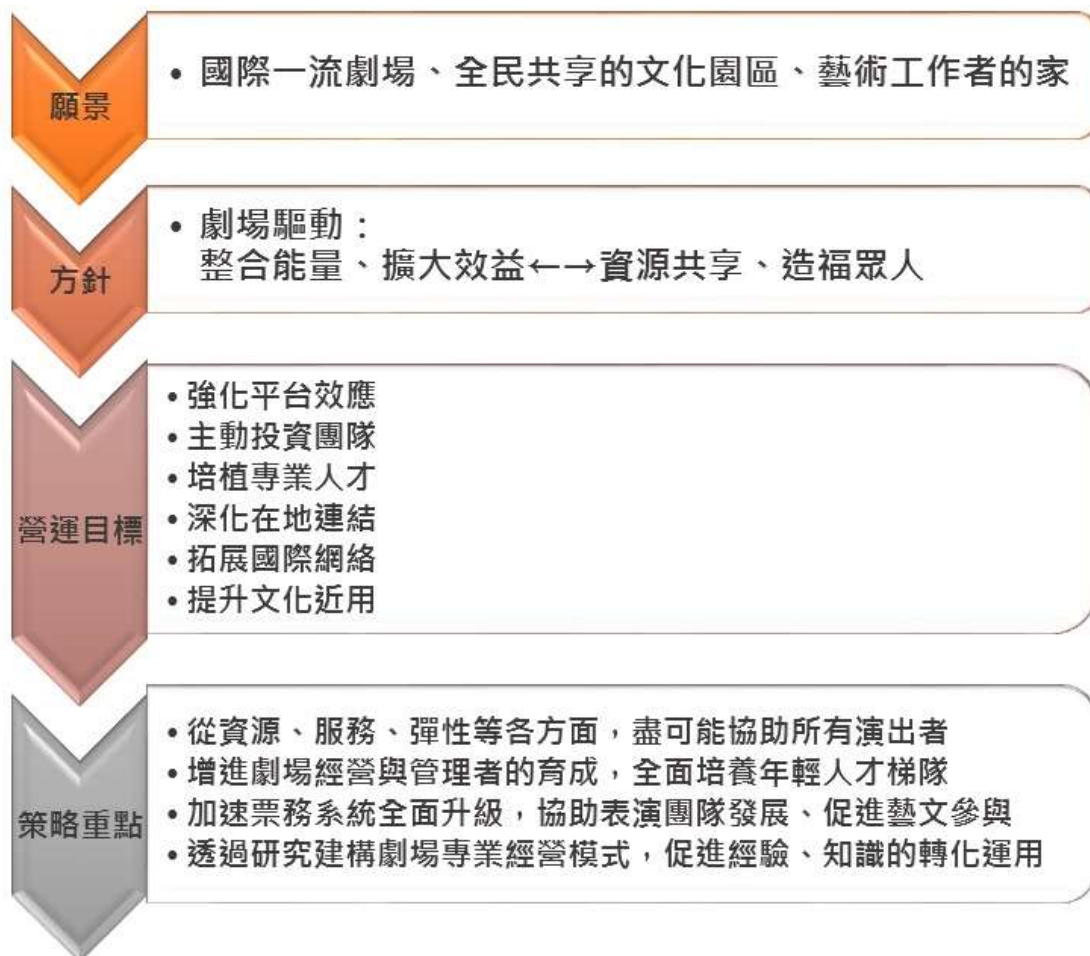 願景
• 國際一流劇場、全民共享的文化園區、藝術工作者的家
方針
• 劇場驅動：
整合能量、擴大效益←→資源共享、造福眾人
營運目標
• 強化平台效應
• 主動投資團隊
• 培植專業人才
• 深化在地連結
• 拓展國際網絡
• 提升文化近用
策略重點
• 從資源、服務、彈性等各方面，盡可能協助所有演出者
• 增進劇場經營與管理者的育成，全面培養年輕人才梯隊
• 加速票務系統全面升級，協助表演團隊發展、促進藝文參與
• 透過研究建構劇場專業經營模式，促進經驗、知識的轉化運用